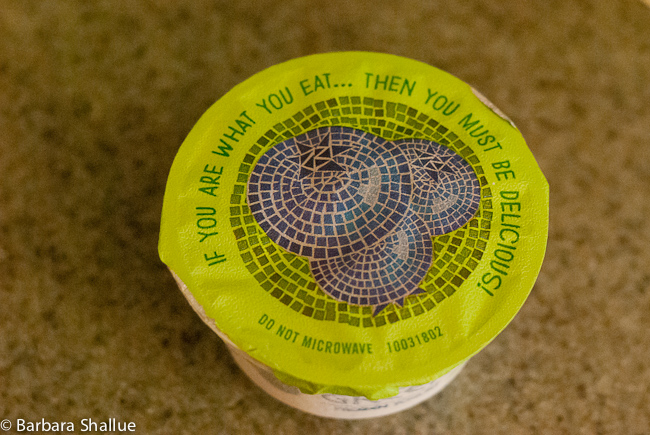 IF YOU ARE WHAT YOU EAT... THEN YOU MUST BE DELICIOUS!
DO NOT MICROWAVE 10031802
© Barbara Shallue